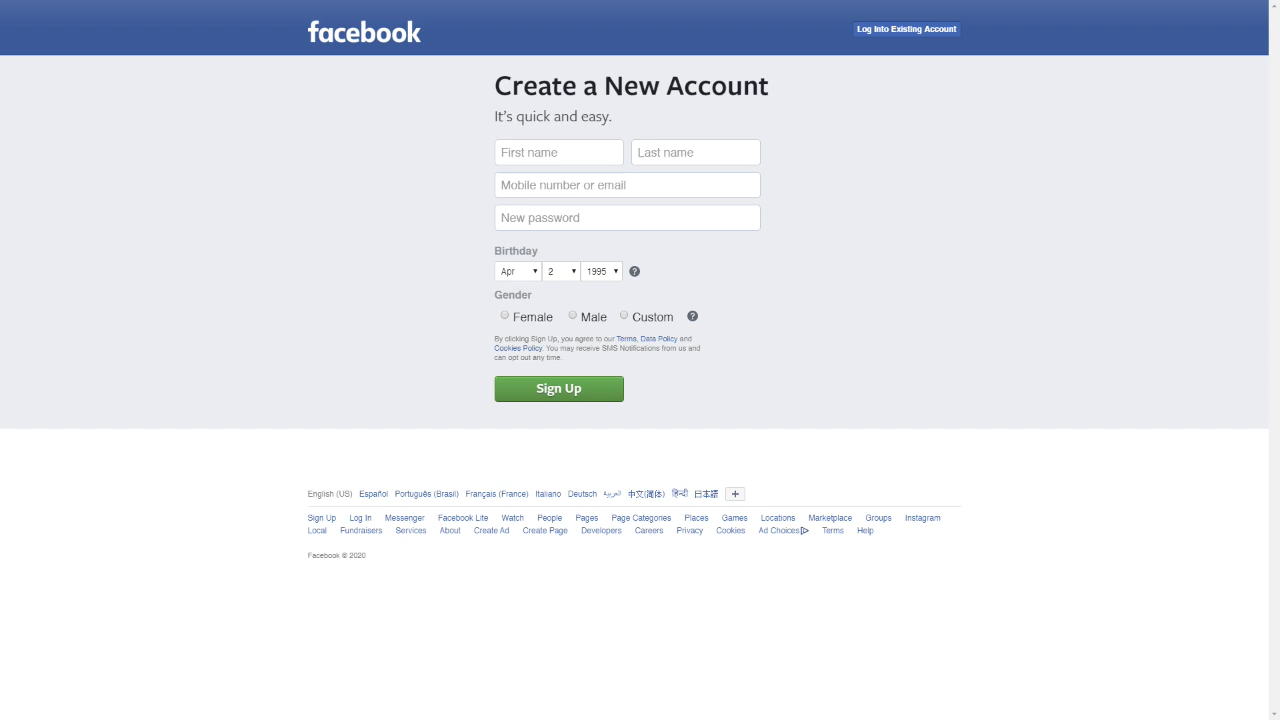 facebook
Log Into Existing Account
Create a New Account
It's quick and easy.
First name Last name
Mobile number or email
New password
Birthday
Apr 2 1995 ?
Gender
Female Male Custom ?
By clicking Sign Up, you agree to our Terms, Data Policy and
Cookies Policy. You may receive SMS Notifications from us and
can opt out any time.
Sign Up
English (US) Español Português (Brasil) Français (France) Italiano Deutsch العربية 中文(简体) हिन्दी 日本語 +
Sign Up Log In Messenger Facebook Lite Watch People Pages Page Categories Places Games Locations Marketplace Groups Instagram
Local Fundraisers Services About Create Ad Create Page Developers Careers Privacy Cookies Ad Choices Terms Help
Facebook © 2020